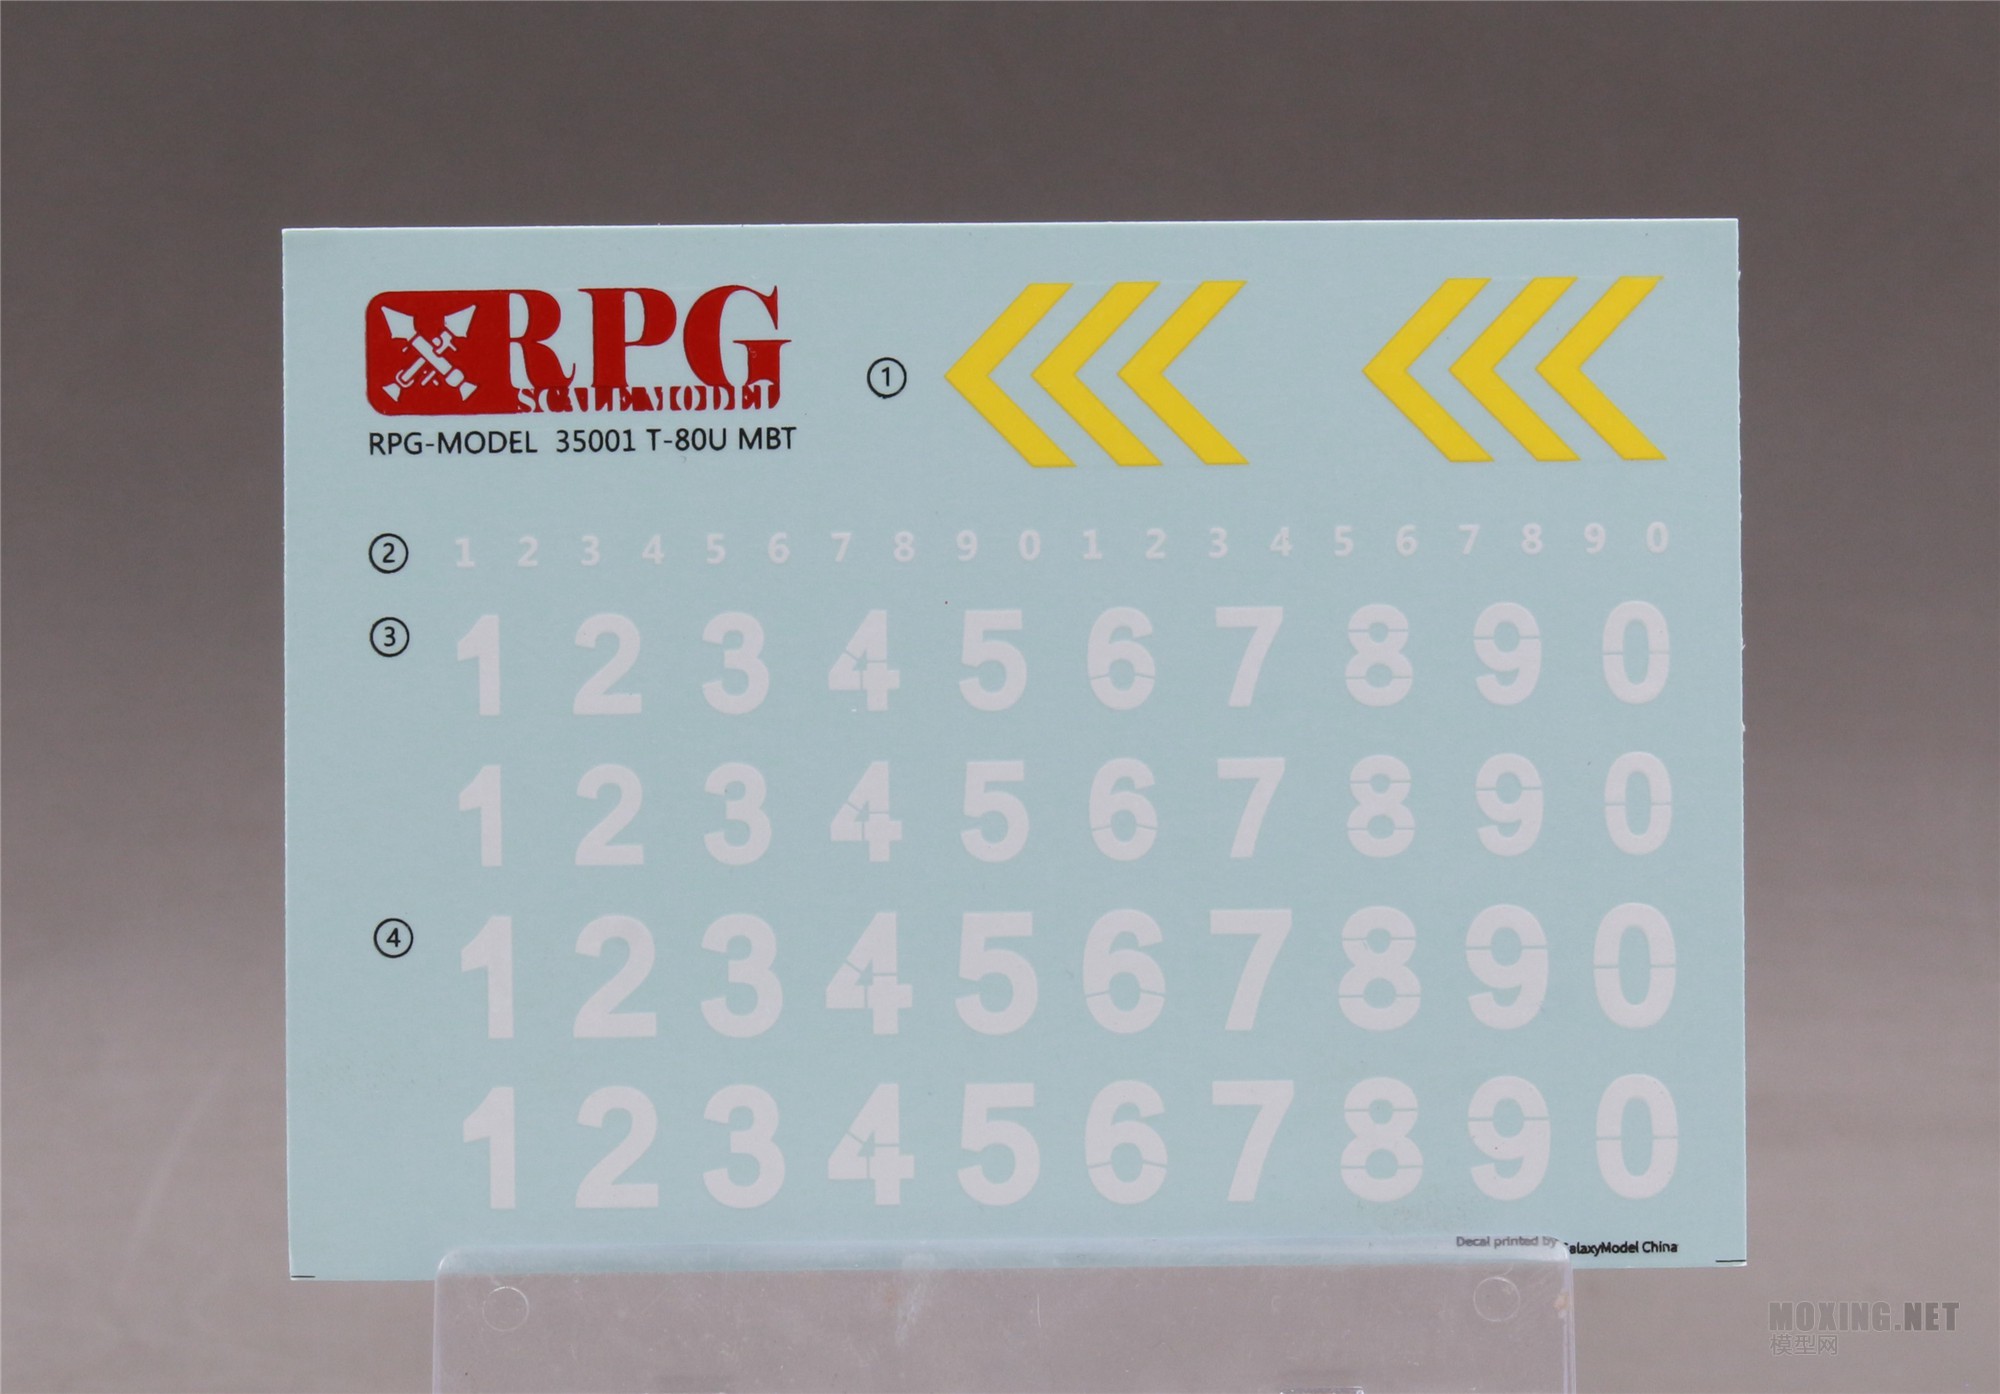 RPG
SCALE MODEL
RPG-MODEL 35001 T-80U MBT
①
② 1 2 3 4 5 6 7 8 9 0 1 2 3 4 5 6 7 8 9 0
③ 1 2 3 4 5 6 7 8 9 0
1 2 3 4 5 6 7 8 9 0
④ 1 2 3 4 5 6 7 8 9 0
1 2 3 4 5 6 7 8 9 0
Decal printed by GalaxyModel China
MOXING.NET
模型网